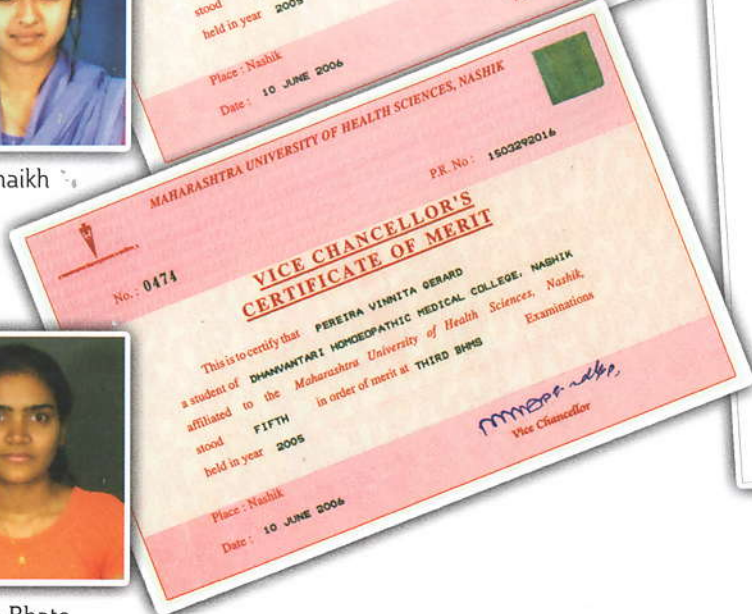 stood
held in year 2005
Place : Nashik
Date : 10 JUNE 2006
haikh
MAHARASHTRA UNIVERSITY OF HEALTH SCIENCES, NASHIK
P.R. No : 1503292016
No. : 0474
VICE CHANCELLOR'S
CERTIFICATE OF MERIT
This is to certify that PEREIRA VINNITA GERARD
a student of DHANVANTARI HOMOEOPATHIC MEDICAL COLLEGE, NASHIK
affiliated to the Maharashtra University of Health Sciences, Nashik,
stood FIFTH in order of merit at THIRD BHMS Examinations
held in year 2005
Vice Chancellor
Place : Nashik
Date : 10 JUNE 2006
Bhate